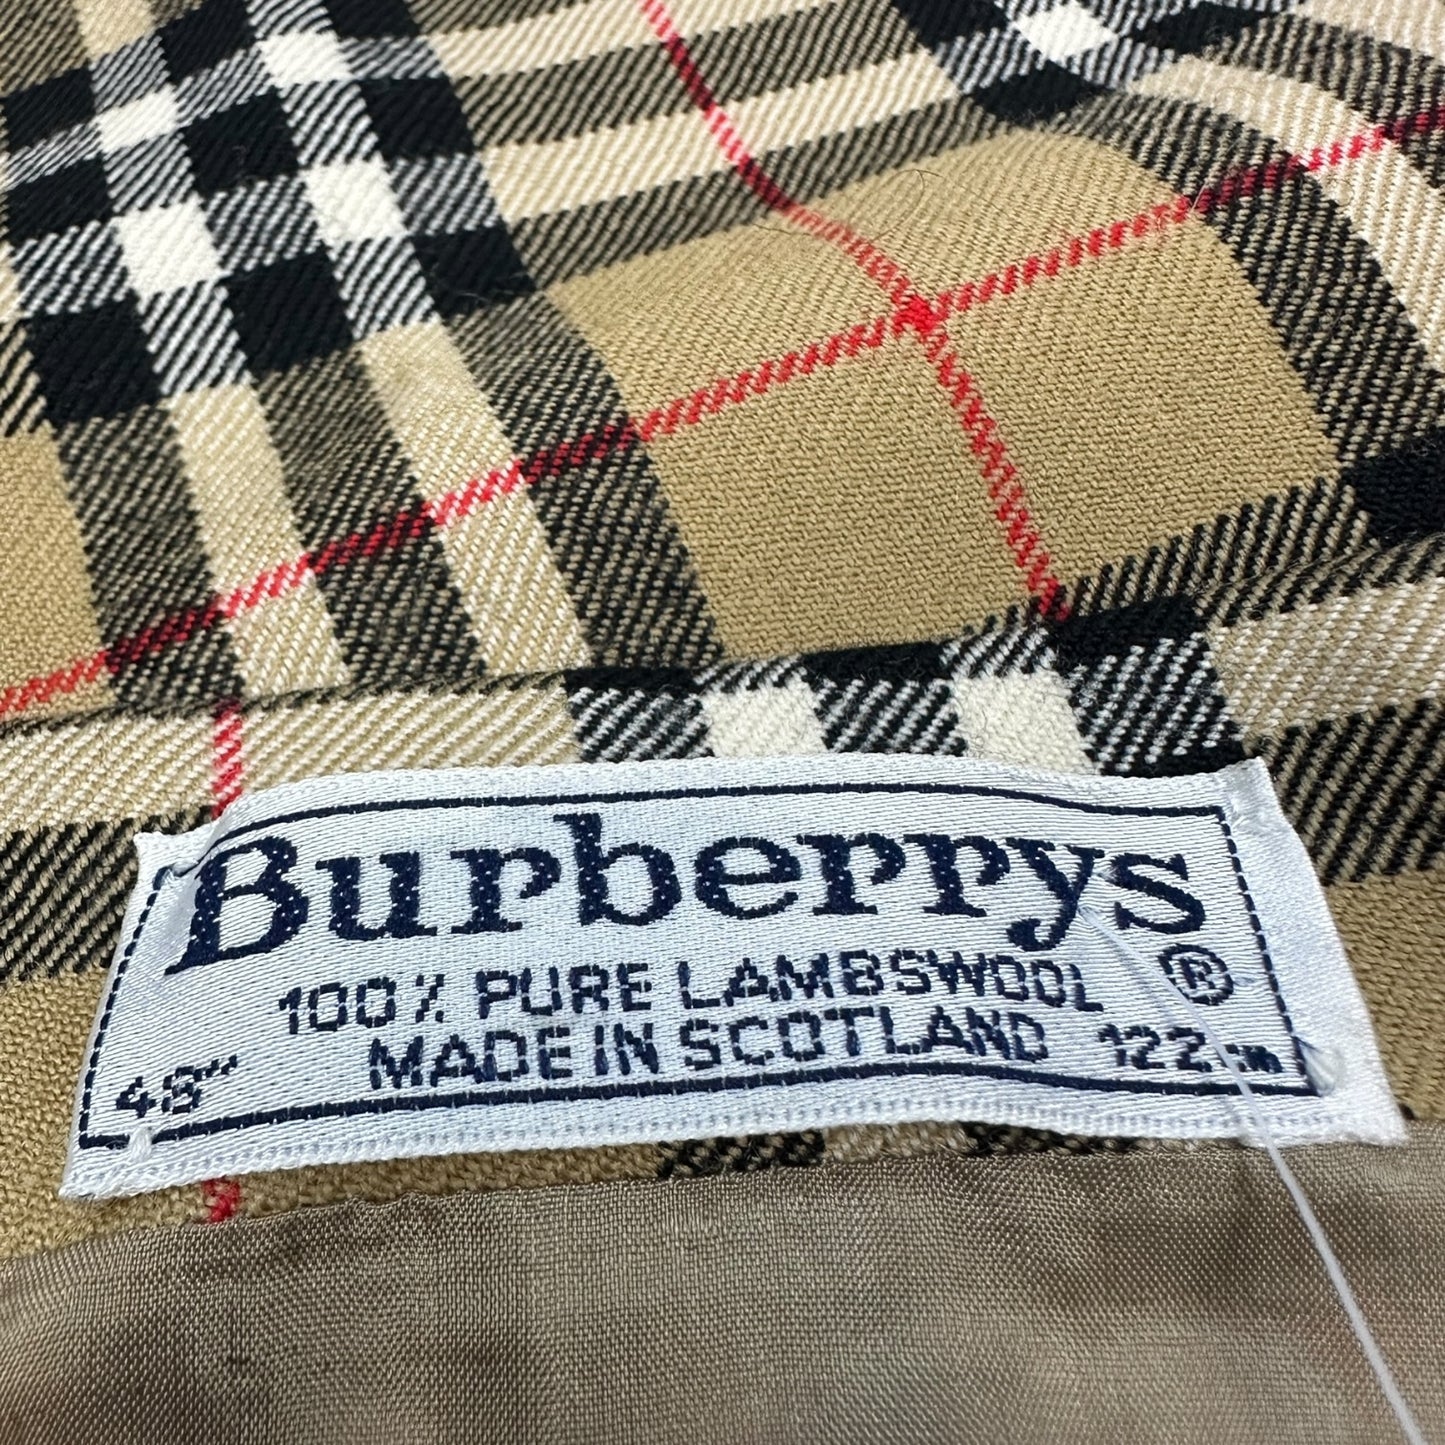 Burberrys®
100% PURE LAMBSWOOL
MADE IN SCOTLAND
48" 122cm